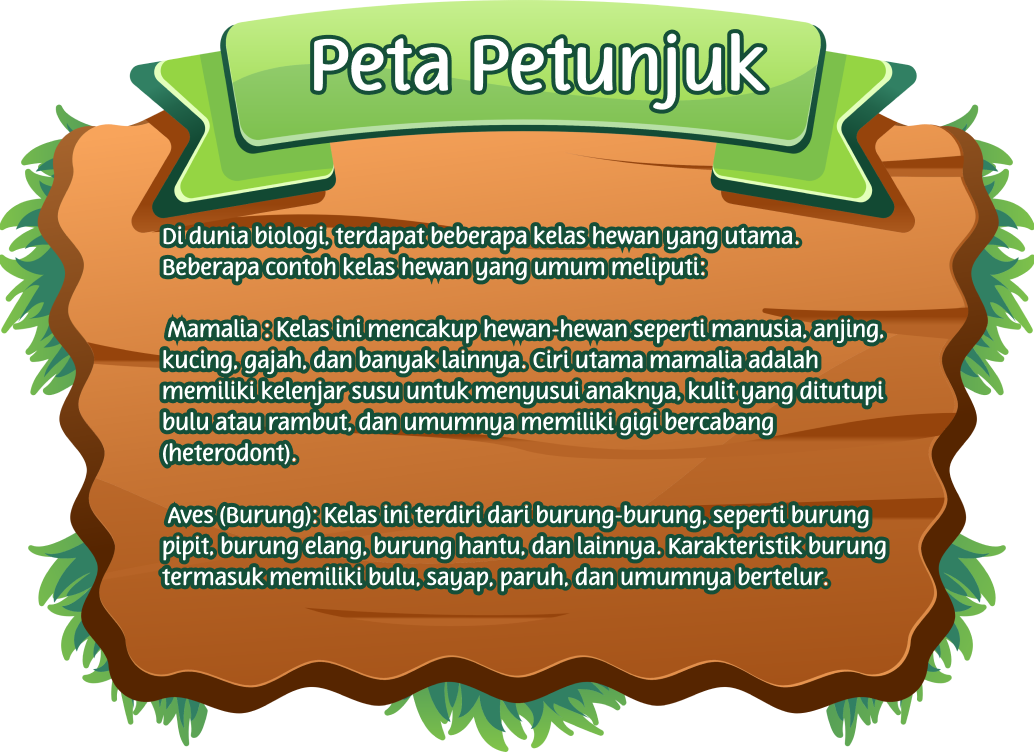 Peta Petunjuk
Di dunia biologi, terdapat beberapa kelas hewan yang utama.
Beberapa contoh kelas hewan yang umum meliputi:
Mamalia : Kelas ini mencakup hewan-hewan seperti manusia, anjing,
kucing, gajah, dan banyak lainnya. Ciri utama mamalia adalah
memiliki kelenjar susu untuk menyusui anaknya, kulit yang ditutupi
bulu atau rambut, dan umumnya memiliki gigi bercabang
(heterodont).
Aves (Burung): Kelas ini terdiri dari burung-burung, seperti burung
pipit, burung elang, burung hantu, dan lainnya. Karakteristik burung
termasuk memiliki bulu, sayap, paruh, dan umumnya bertelur.